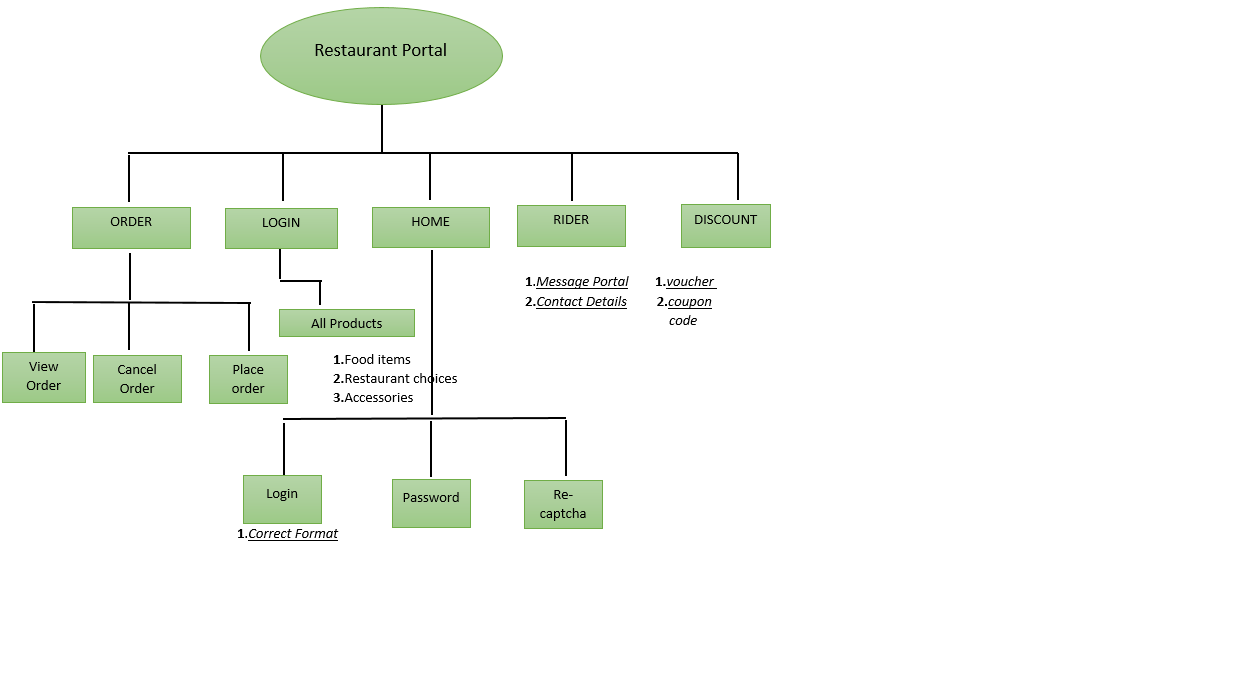 Restaurant Portal
ORDER
LOGIN
HOME
RIDER
DISCOUNT
1.Message Portal
2.Contact Details
1.voucher
2.coupon
code
All Products
1.Food items
2.Restaurant choices
3.Accessories
View
Order
Cancel
Order
Place
order
Login
1.Correct Format
Password
Re-
captcha